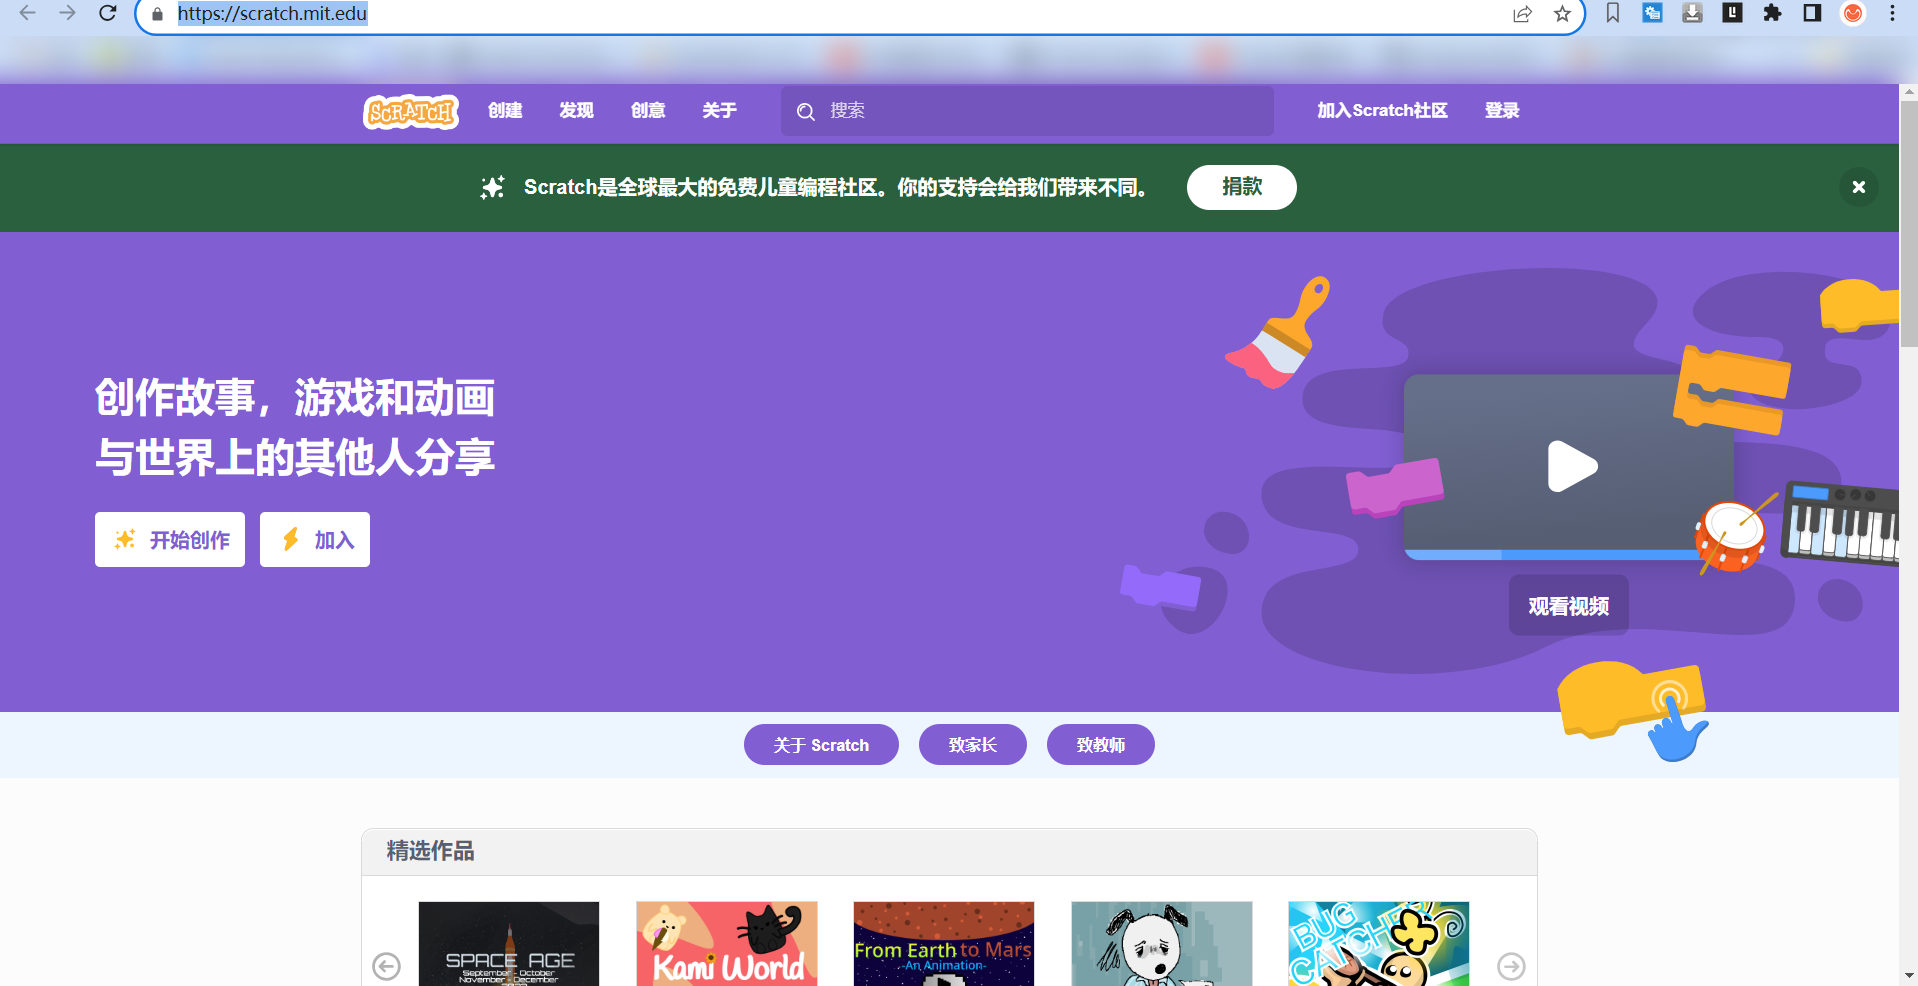 https://scratch.mit.edu
SCRATCH 创建 发现 创意 关于 搜索 加入Scratch社区 登录
Scratch是全球最大的免费儿童编程社区。你的支持会给我们带来不同。 捐款
创作故事，游戏和动画
与世界上的其他人分享
开始创作 加入
观看视频
关于 Scratch 致家长 致教师
精选作品
SPACE AGE
September - October
November - December
Kami World
From Earth to Mars
-An Animation-
BUG
CATCHER